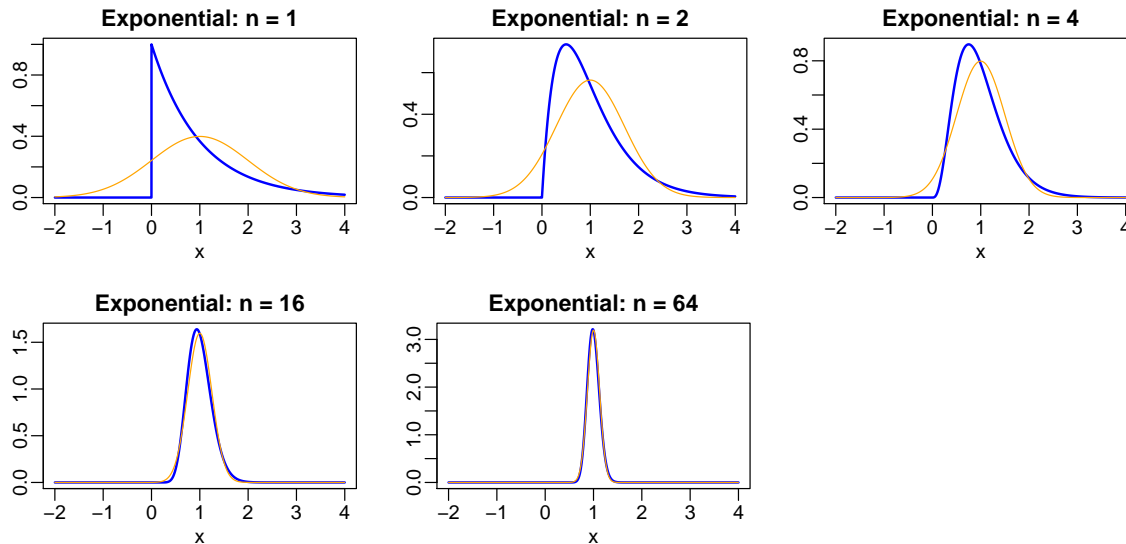 Exponential: n = 1
0.0 0.4 0.8
−2 −1 0 1 2 3 4
x
Exponential: n = 2
0.0 0.4
−2 −1 0 1 2 3 4
x
Exponential: n = 4
0.0 0.4 0.8
−2 −1 0 1 2 3 4
x
Exponential: n = 16
0.0 0.5 1.0 1.5
−2 −1 0 1 2 3 4
x
Exponential: n = 64
0.0 1.0 2.0 3.0
−2 −1 0 1 2 3 4
x